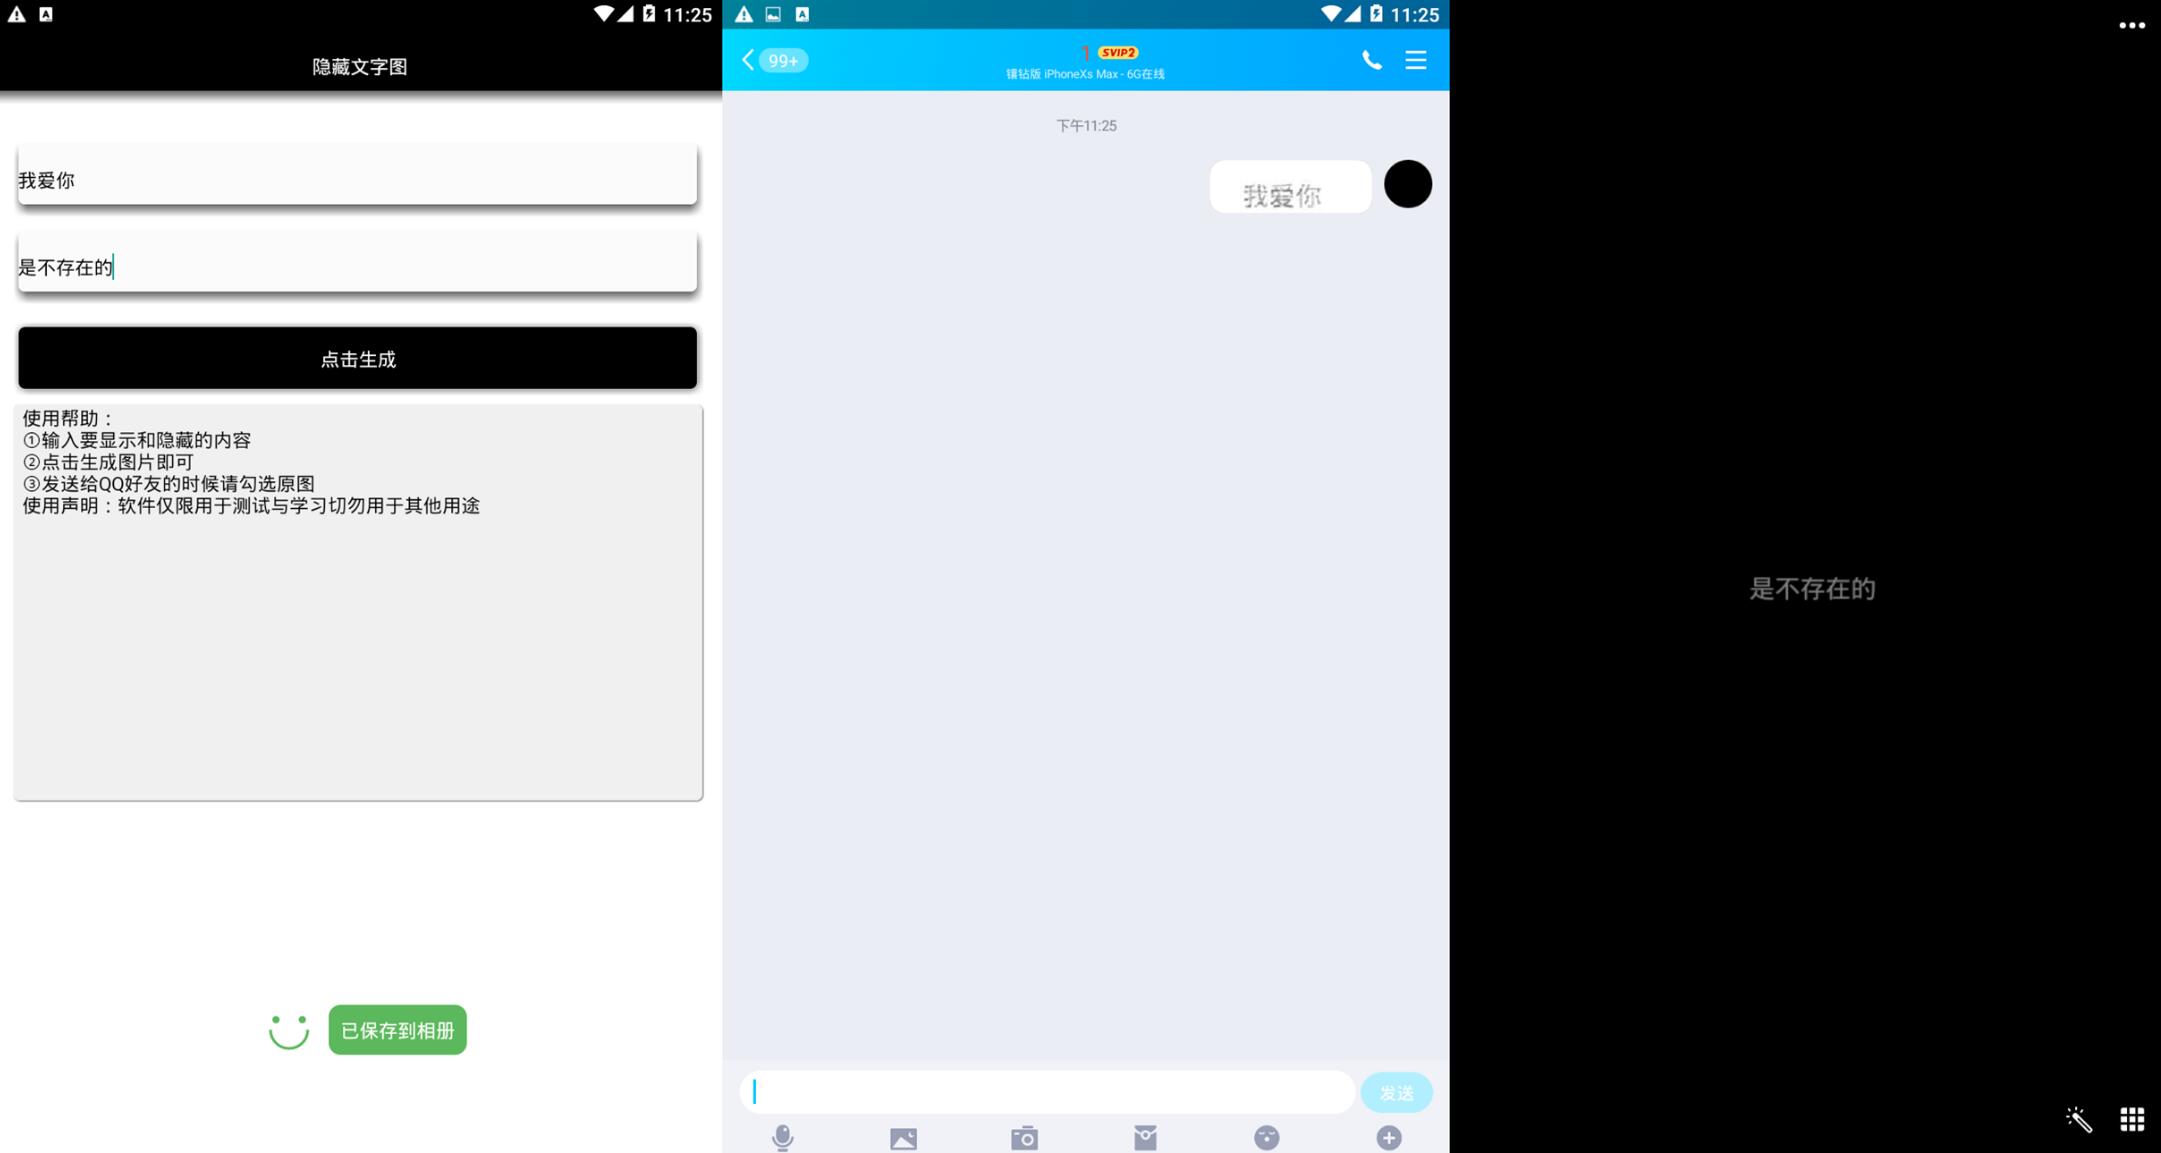 11:25
隐藏文字图
我爱你
是不存在的
点击生成
使用帮助：
①输入要显示和隐藏的内容
②点击生成图片即可
③发送给QQ好友的时候请勾选原图
使用声明：软件仅限用于测试与学习切勿用于其他用途
已保存到相册
11:25
99+
1 SVIP2
镶钻版 iPhoneXs Max - 6G在线
下午11:25
我爱你
发送
是不存在的